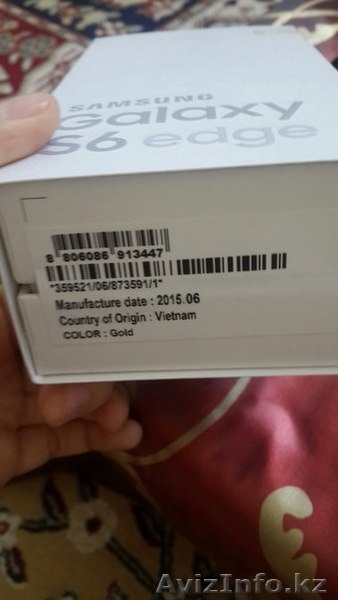 SAMSUNG
Galaxy
S6 edge
8 806086 913447
"359521/06/873591/1"
Manufacture date : 2015.06
Country of Origin : Vietnam
COLOR : Gold
AvizInfo.kz